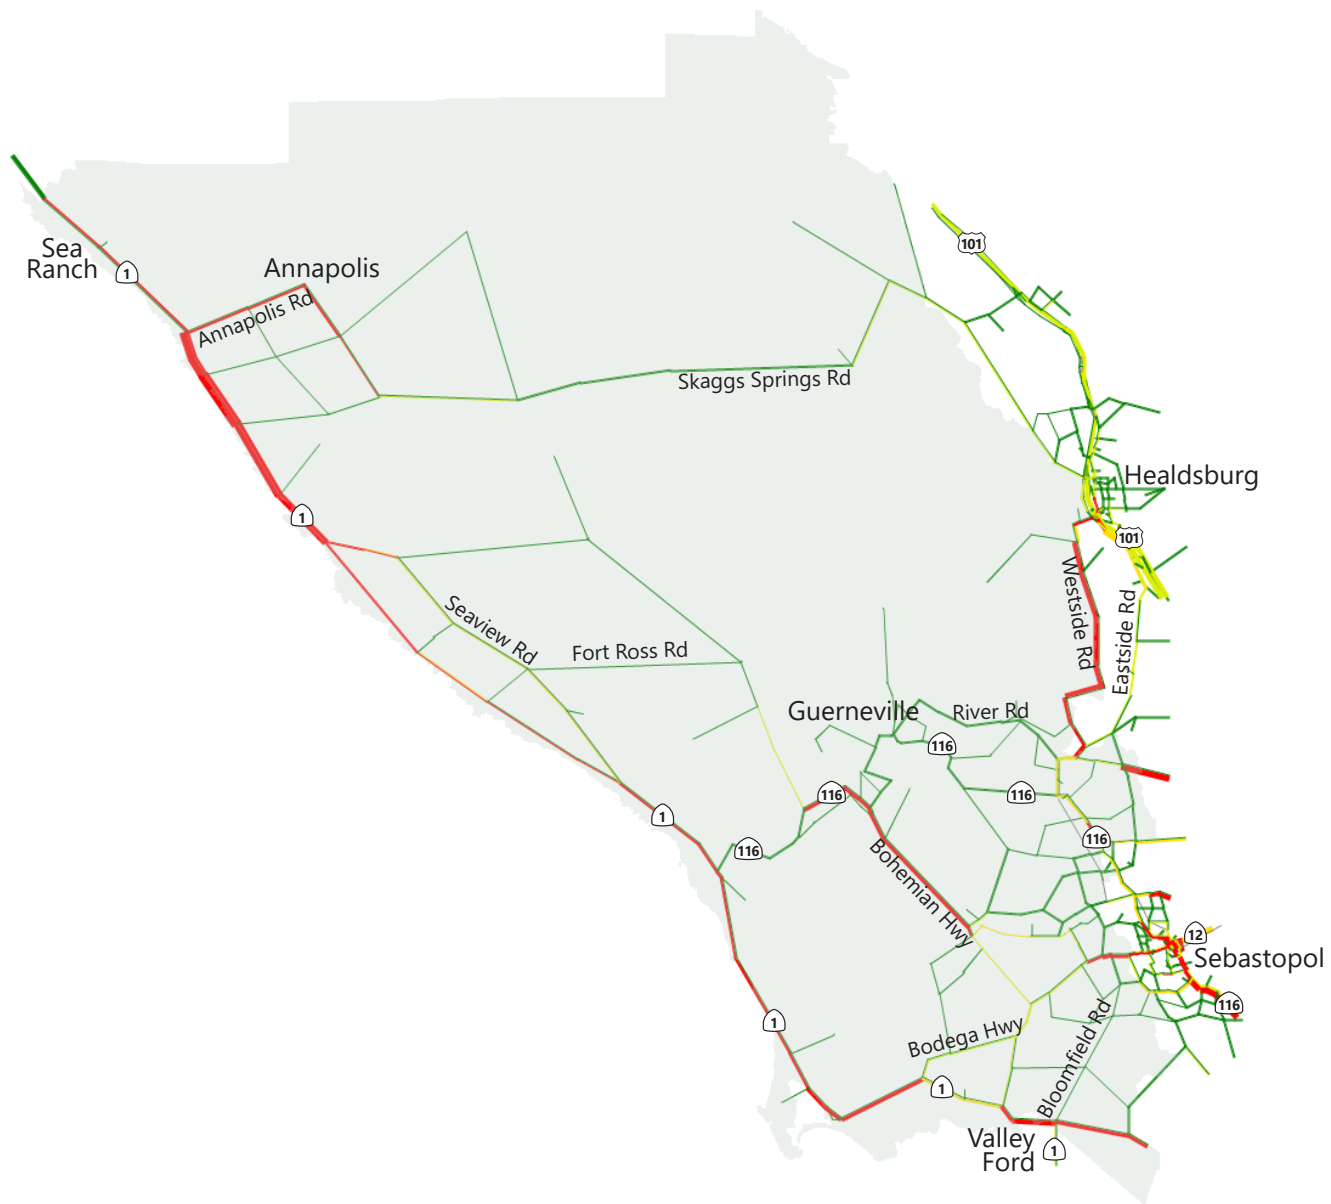 101
Sea
Ranch
1
Annapolis
Annapolis Rd
Skaggs Springs Rd
Healdsburg
1
101
Westside Rd
Eastside Rd
Seaview Rd
Fort Ross Rd
Guerneville
River Rd
116
116
116
1
116
116
Bohemian Hwy
12
Sebastopol
116
1
Bodega Hwy
Bloomfield Rd
1
Valley
Ford
1